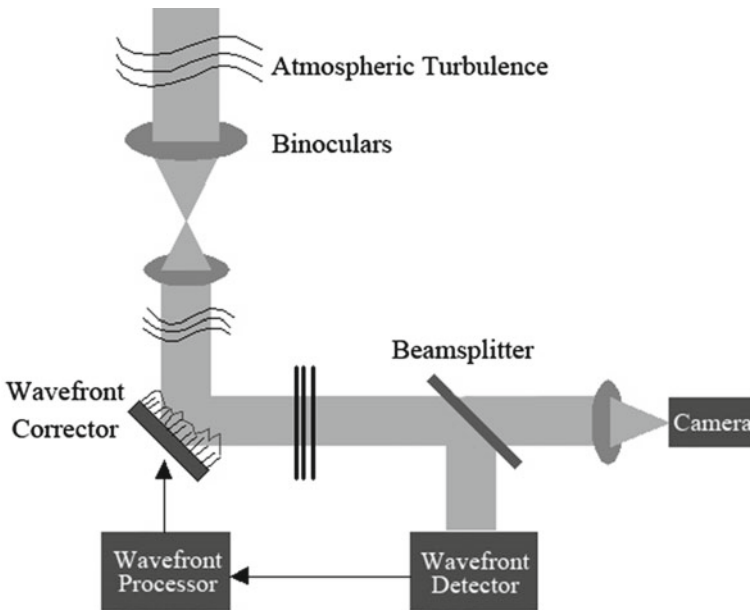 Atmospheric Turbulence
Binoculars
Beamsplitter
Wavefront
Corrector
Camera
Wavefront
Processor
Wavefront
Detector